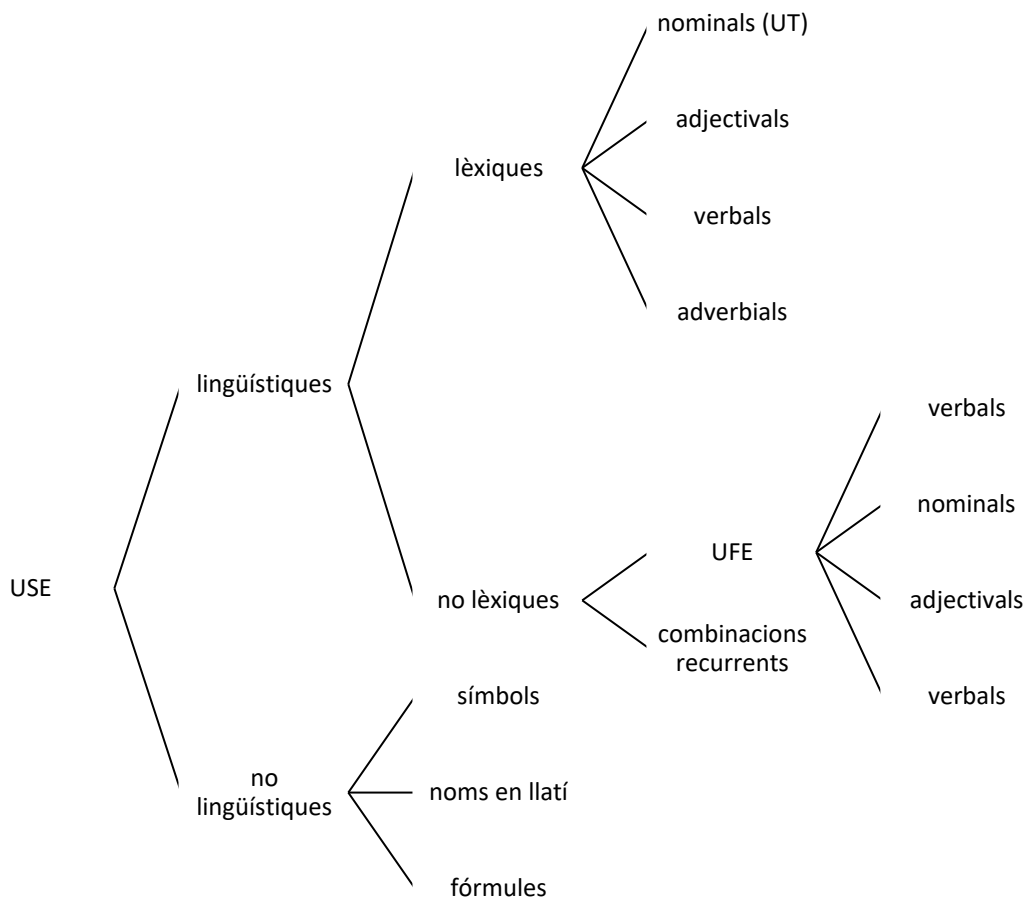 nominals (UT)
adjectivals
lèxiques
verbals
adverbials
lingüístiques
verbals
nominals
UFE
USE
no lèxiques
adjectivals
combinacions
recurrents
símbols
verbals
no
lingüístiques
noms en llatí
fórmules